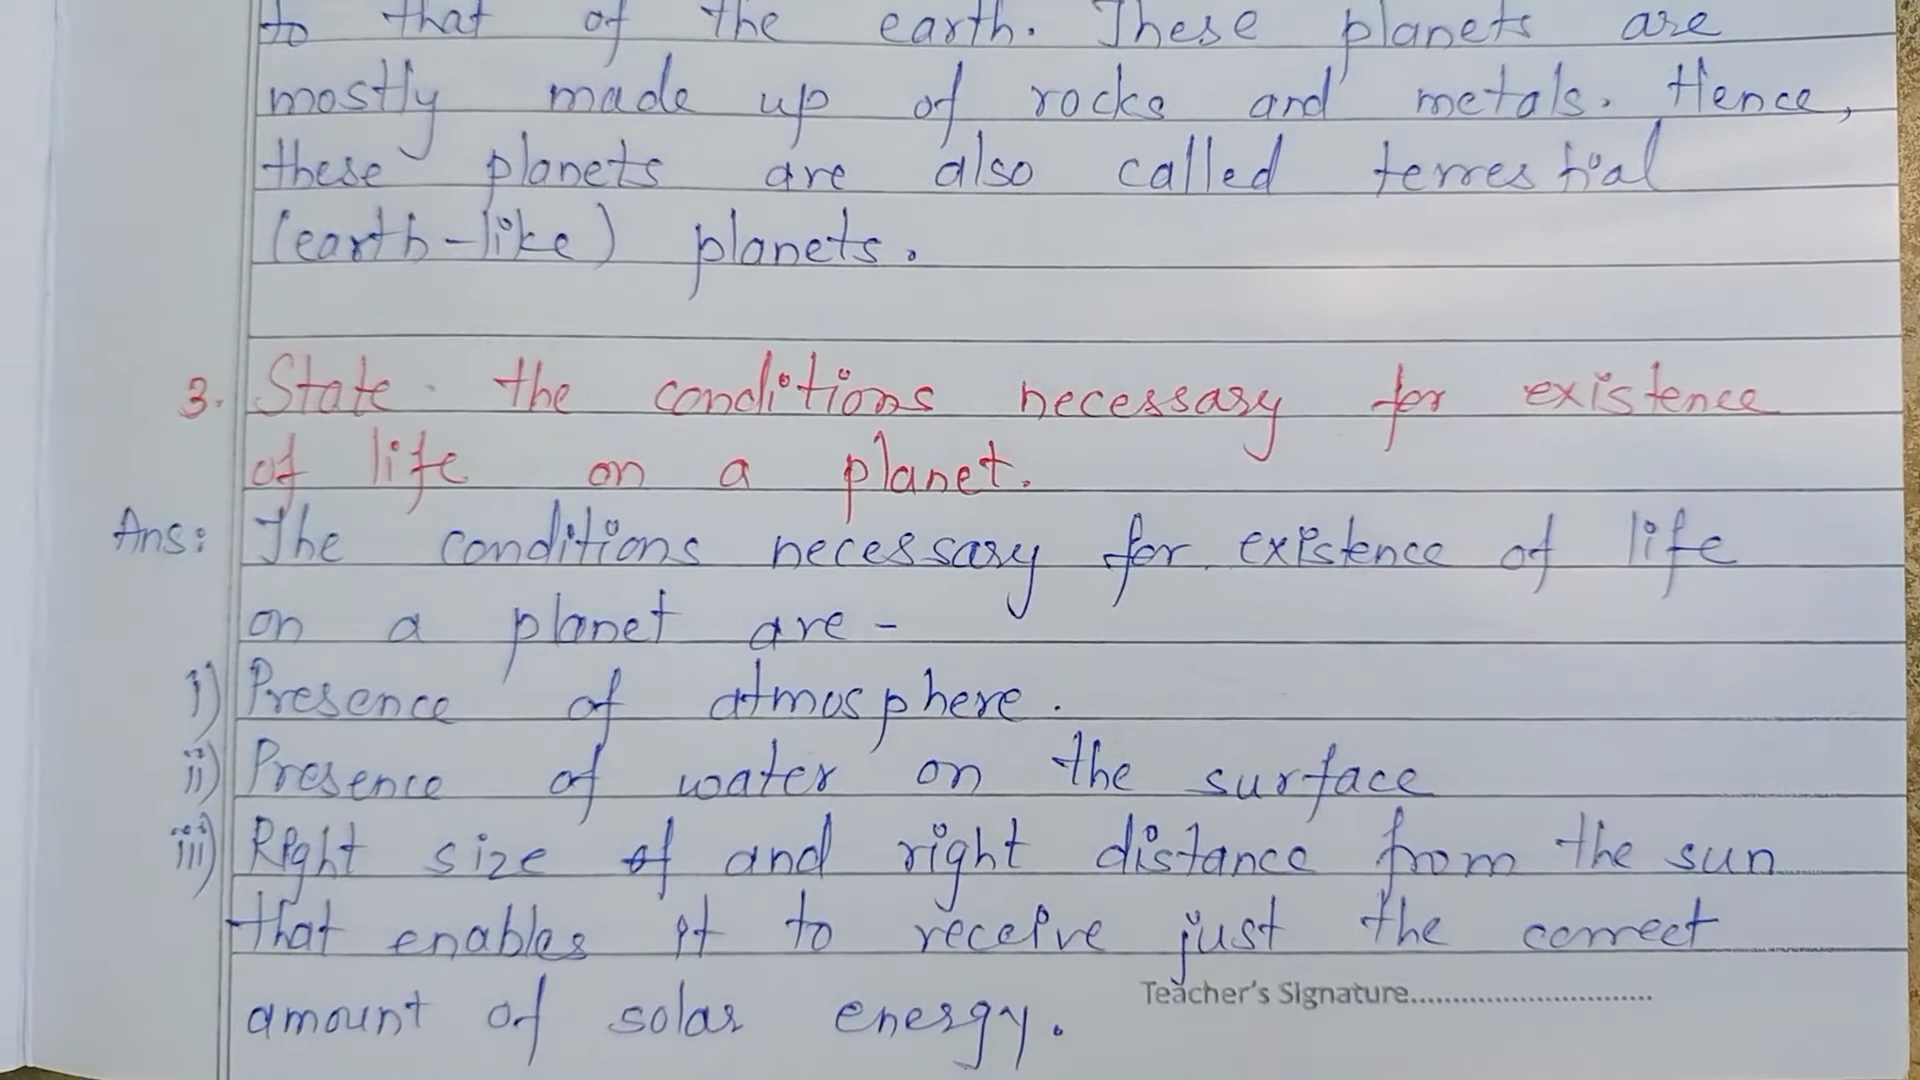 to that of the earth. These planets are
mostly made up of rocks and metals. Hence,
these planets are also called terrestrial
(earth-like) planets.
3. State the conditions necessary for existence
of life on a planet.
Ans: The conditions necessary for existence of life
on a planet are -
i) Presence of atmosphere.
ii) Presence of water on the surface
iii) Right size of and right distance from the sun
that enables it to receive just the correct
amount of solar energy.
Teacher's Signature..............................